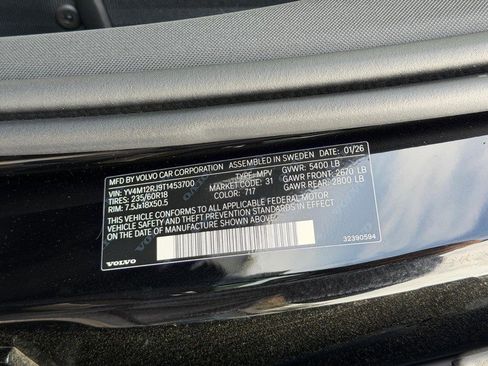 MFD BY VOLVO CAR CORPORATION ASSEMBLED IN SWEDEN DATE: 01/26
VIN: YV4M12RJ9T1453700 TYPE: MPV GVWR: 5400 LB
TIRES: 235/60R18 MARKET: 31 GAWR FRONT: 2670 LB
RIM: 7.5Jx18X50.5 COLOR: 717 GAWR REAR: 2800 LB
THIS VEHICLE CONFORMS TO ALL APPLICABLE FEDERAL MOTOR
VEHICLE SAFETY AND THEFT PREVENTION STANDARDS IN EFFECT
ON THE DATE OF MANUFACTURE SHOWN ABOVE.
32390594
VOLVO